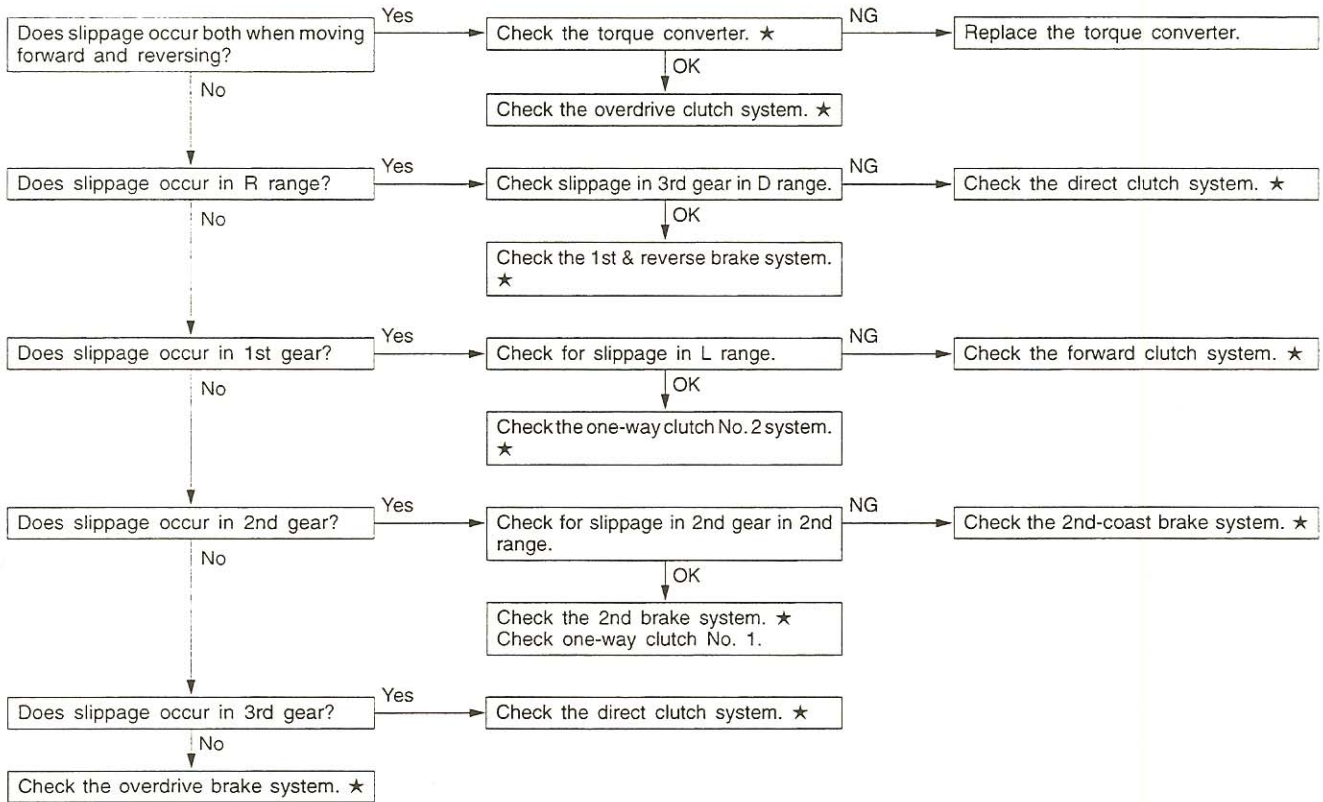 Does slippage occur both when moving
forward and reversing?
Yes
Check the torque converter. ★
NG
Replace the torque converter.
No
OK
Check the overdrive clutch system. ★
Does slippage occur in R range?
Yes
Check slippage in 3rd gear in D range.
NG
Check the direct clutch system. ★
No
OK
Check the 1st & reverse brake system.
★
Does slippage occur in 1st gear?
Yes
Check for slippage in L range.
NG
Check the forward clutch system. ★
No
OK
Check the one-way clutch No. 2 system.
★
Does slippage occur in 2nd gear?
Yes
Check for slippage in 2nd gear in 2nd
range.
NG
Check the 2nd-coast brake system. ★
No
OK
Check the 2nd brake system. ★
Check one-way clutch No. 1.
Does slippage occur in 3rd gear?
Yes
Check the direct clutch system. ★
No
Check the overdrive brake system. ★